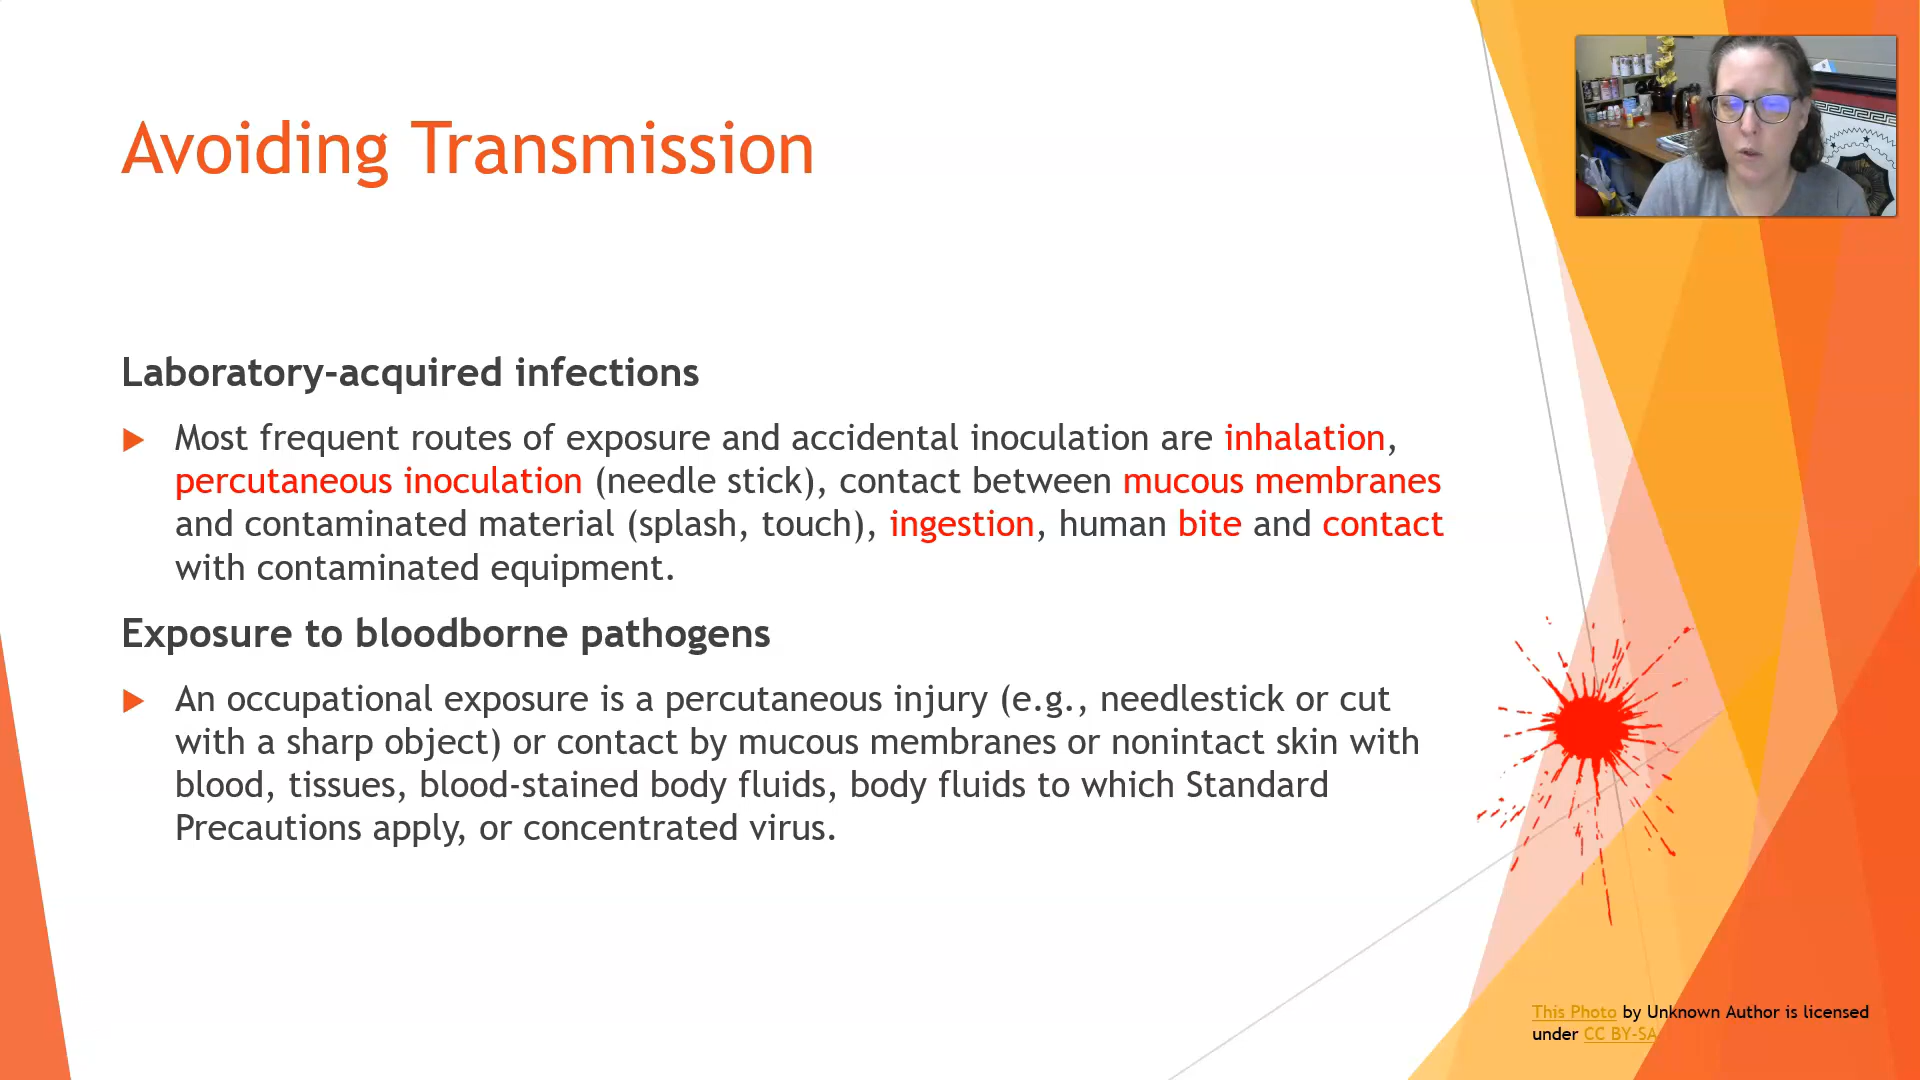 Avoiding Transmission
Laboratory-acquired infections
Most frequent routes of exposure and accidental inoculation are inhalation,
percutaneous inoculation (needle stick), contact between mucous membranes
and contaminated material (splash, touch), ingestion, human bite and contact
with contaminated equipment.
Exposure to bloodborne pathogens
An occupational exposure is a percutaneous injury (e.g., needlestick or cut
with a sharp object) or contact by mucous membranes or nonintact skin with
blood, tissues, blood-stained body fluids, body fluids to which Standard
Precautions apply, or concentrated virus.
This Photo by Unknown Author is licensed
under CC BY-SA